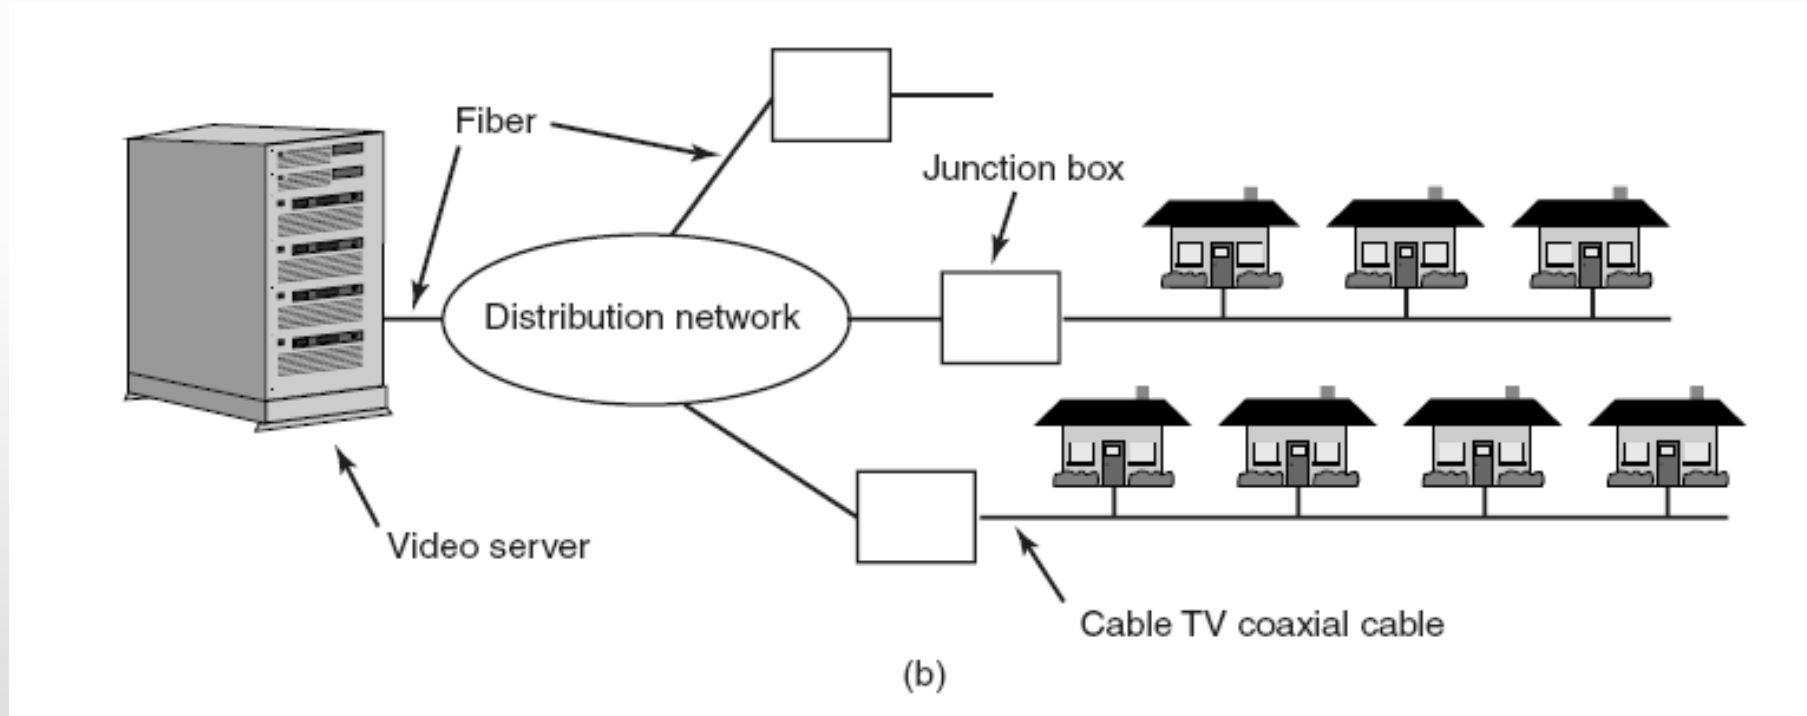 Fiber
Junction box
Distribution network
Video server
Cable TV coaxial cable
(b)